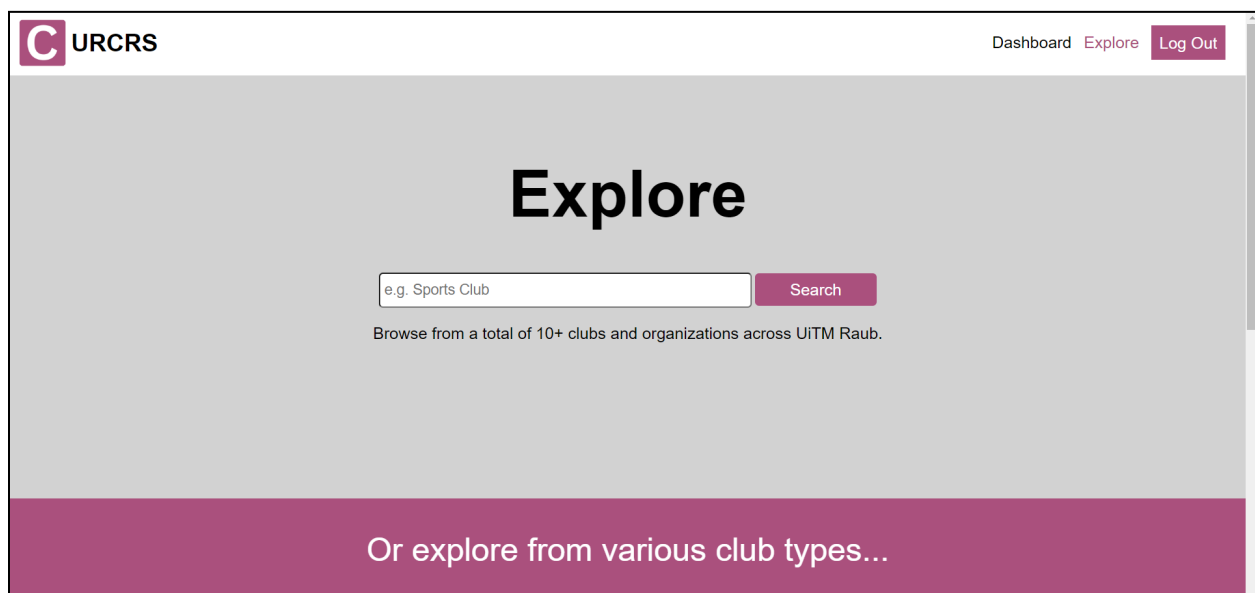 C URCRS
Dashboard Explore Log Out
Explore
e.g. Sports Club Search
Browse from a total of 10+ clubs and organizations across UiTM Raub.
Or explore from various club types...